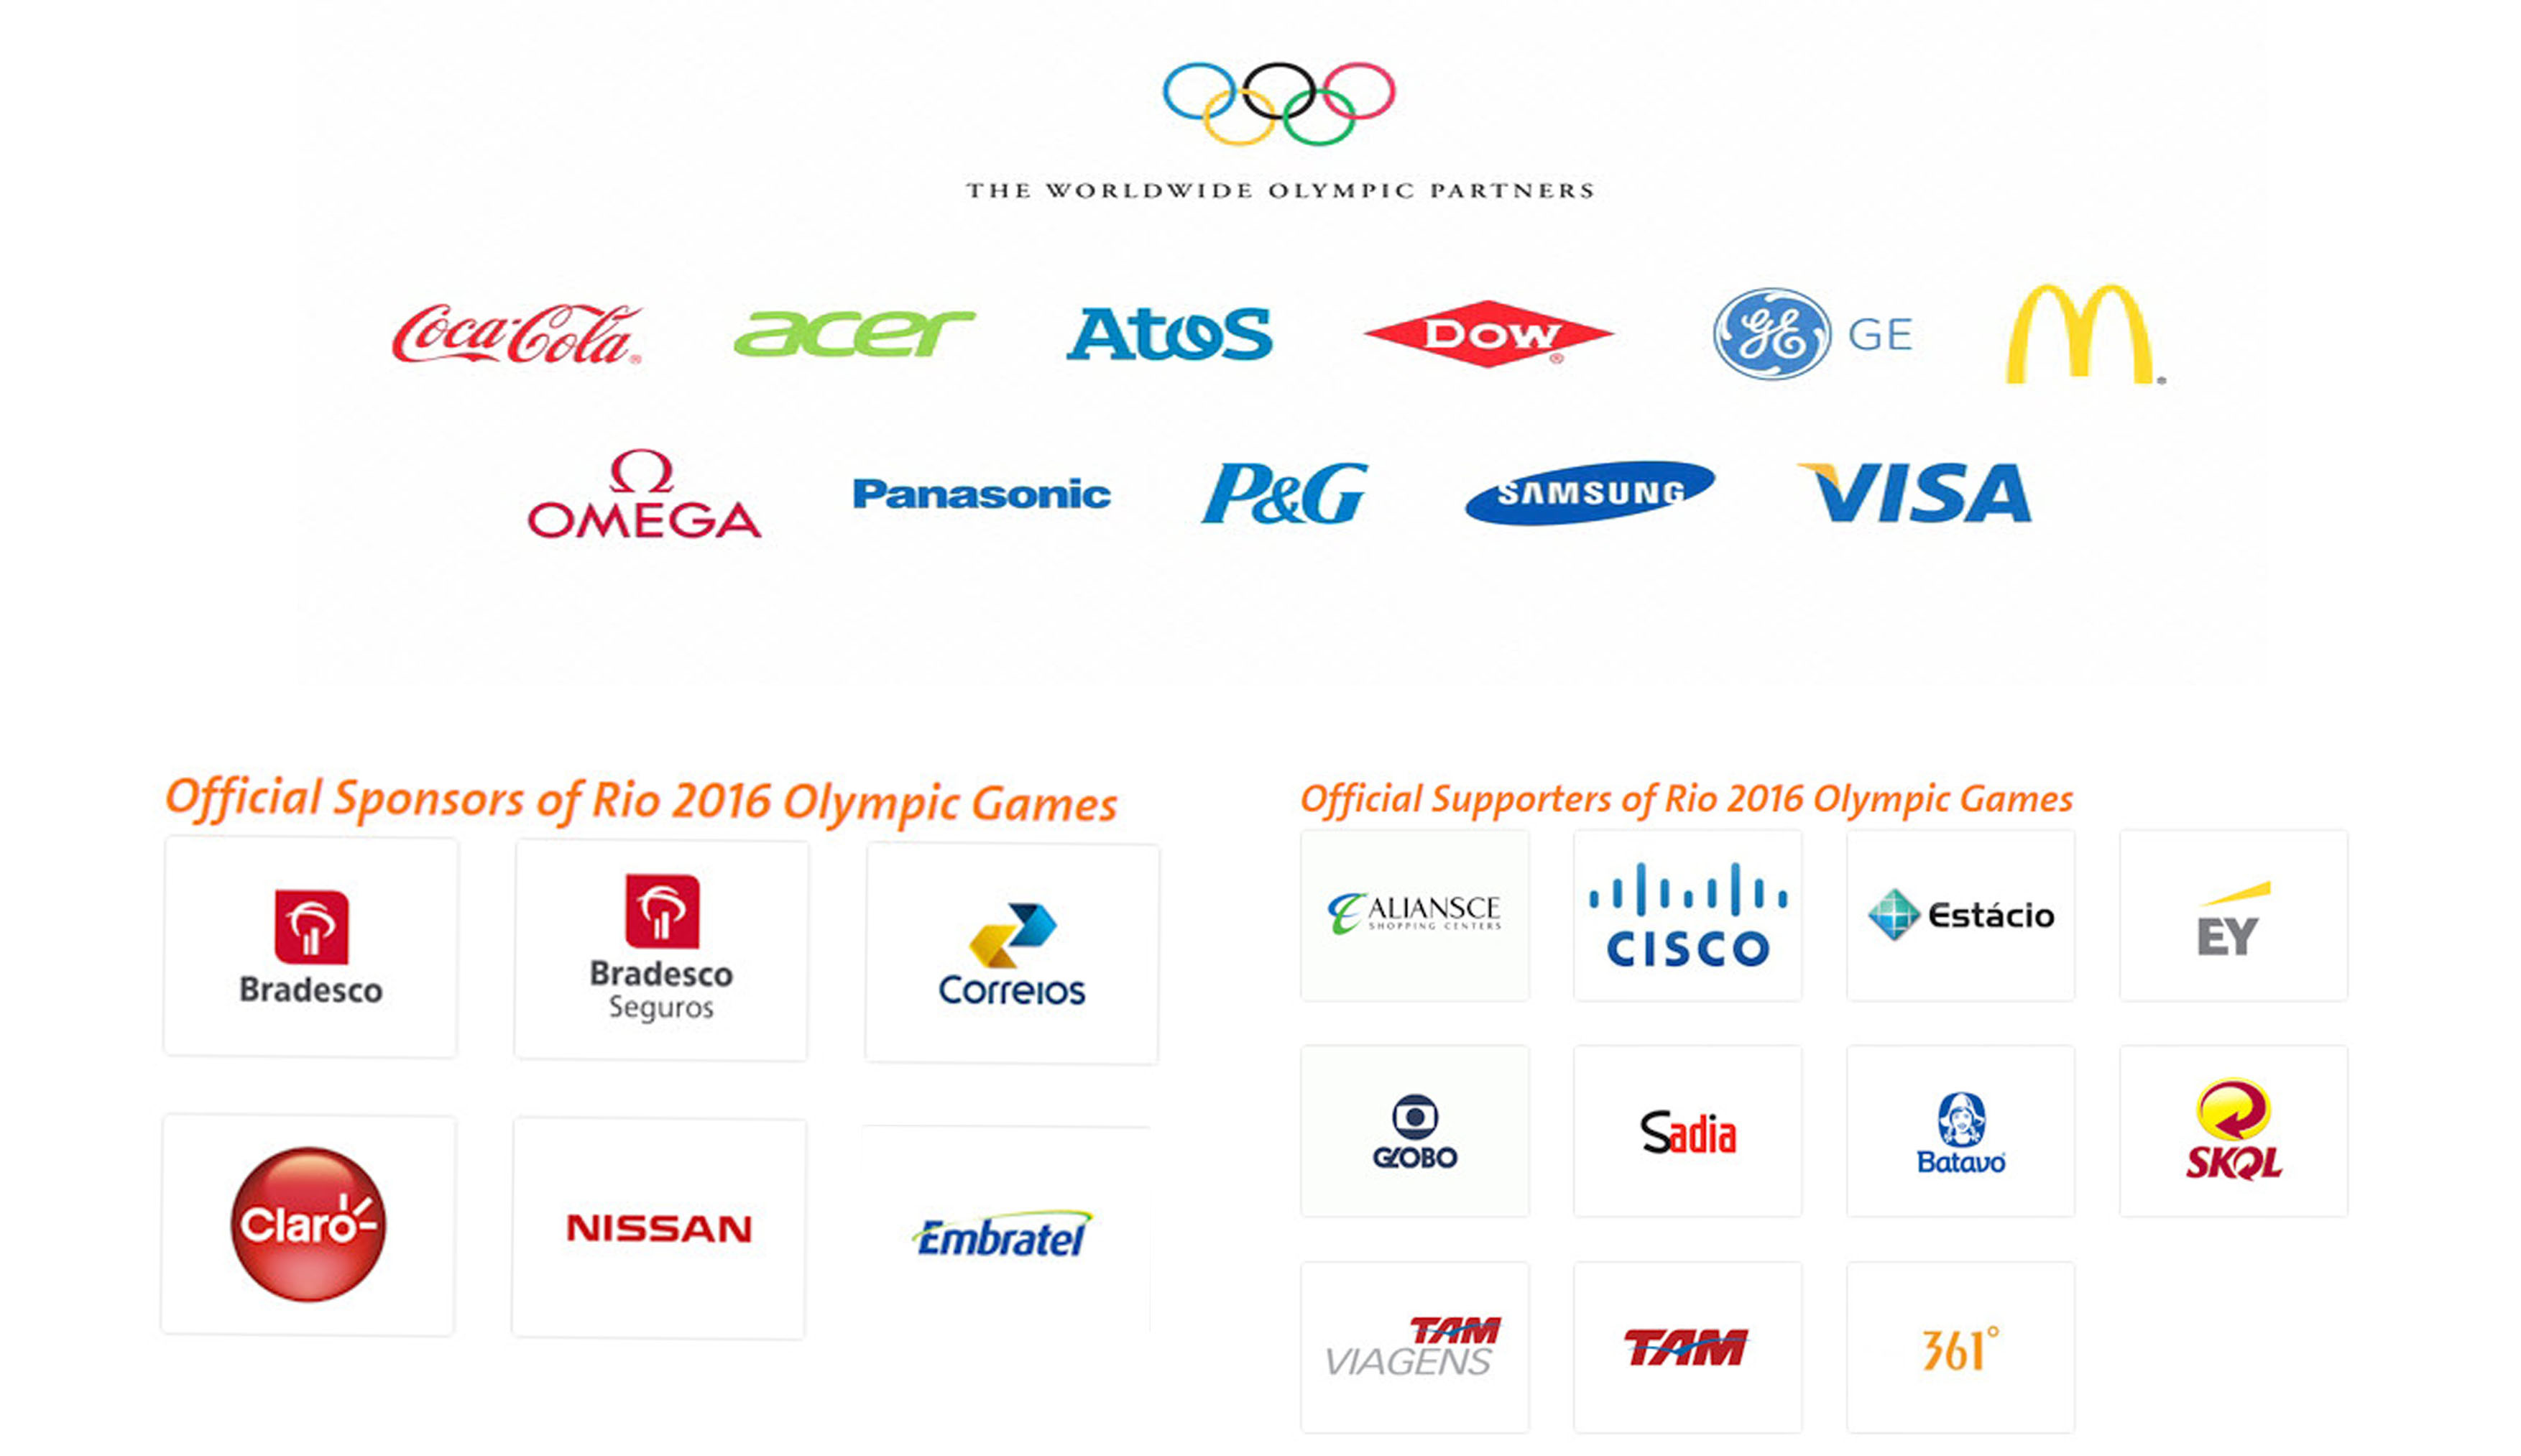 THE WORLDWIDE OLYMPIC PARTNERS
Coca-Cola®
acer
Atos
Dow®
GE GE
M
Ω
OMEGA
Panasonic
P&G
SAMSUNG
VISA
Official Sponsors of Rio 2016 Olympic Games
Bradesco
Bradesco
Seguros
Correios
Claro
NISSAN
Embratel
Official Supporters of Rio 2016 Olympic Games
ALIANSCE
SHOPPING CENTERS
CISCO
Estácio
EY
GLOBO
Sadia
Batavo
SKOL
TAM
VIAGENS
TAM
361°